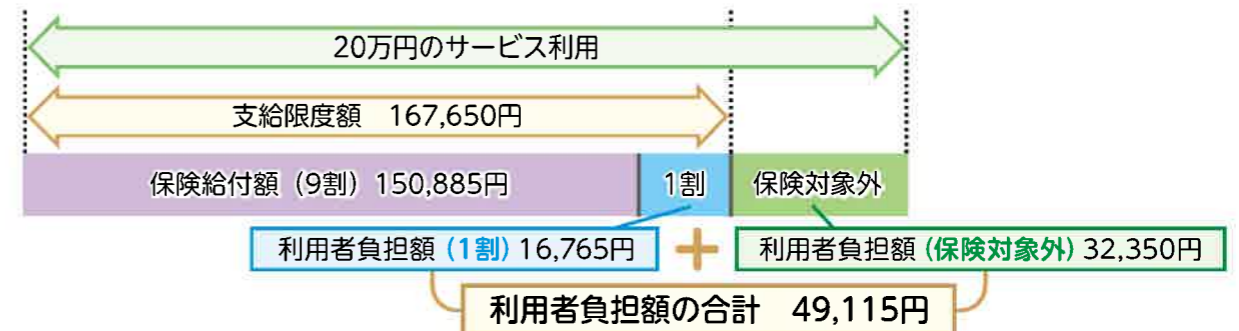 20万円のサービス利用
支給限度額　167,650円
保険給付額（9割）150,885円
1割
保険対象外
利用者負担額（1割）16,765円
＋
利用者負担額（保険対象外）32,350円
利用者負担額の合計　49,115円